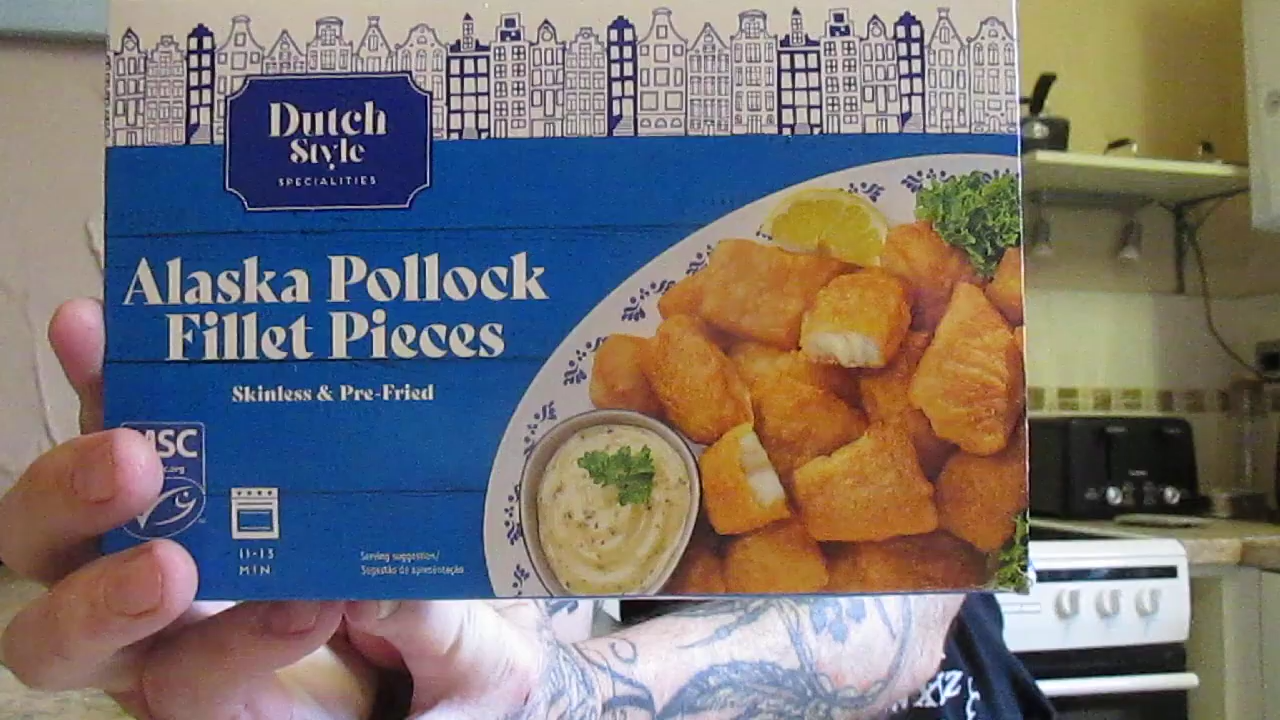 Dutch
Style
SPECIALITIES
Alaska Pollock
Fillet Pieces
Skinless & Pre-Fried
MSC
11-13
MIN
Serving suggestion/
Sugestão de apresentação